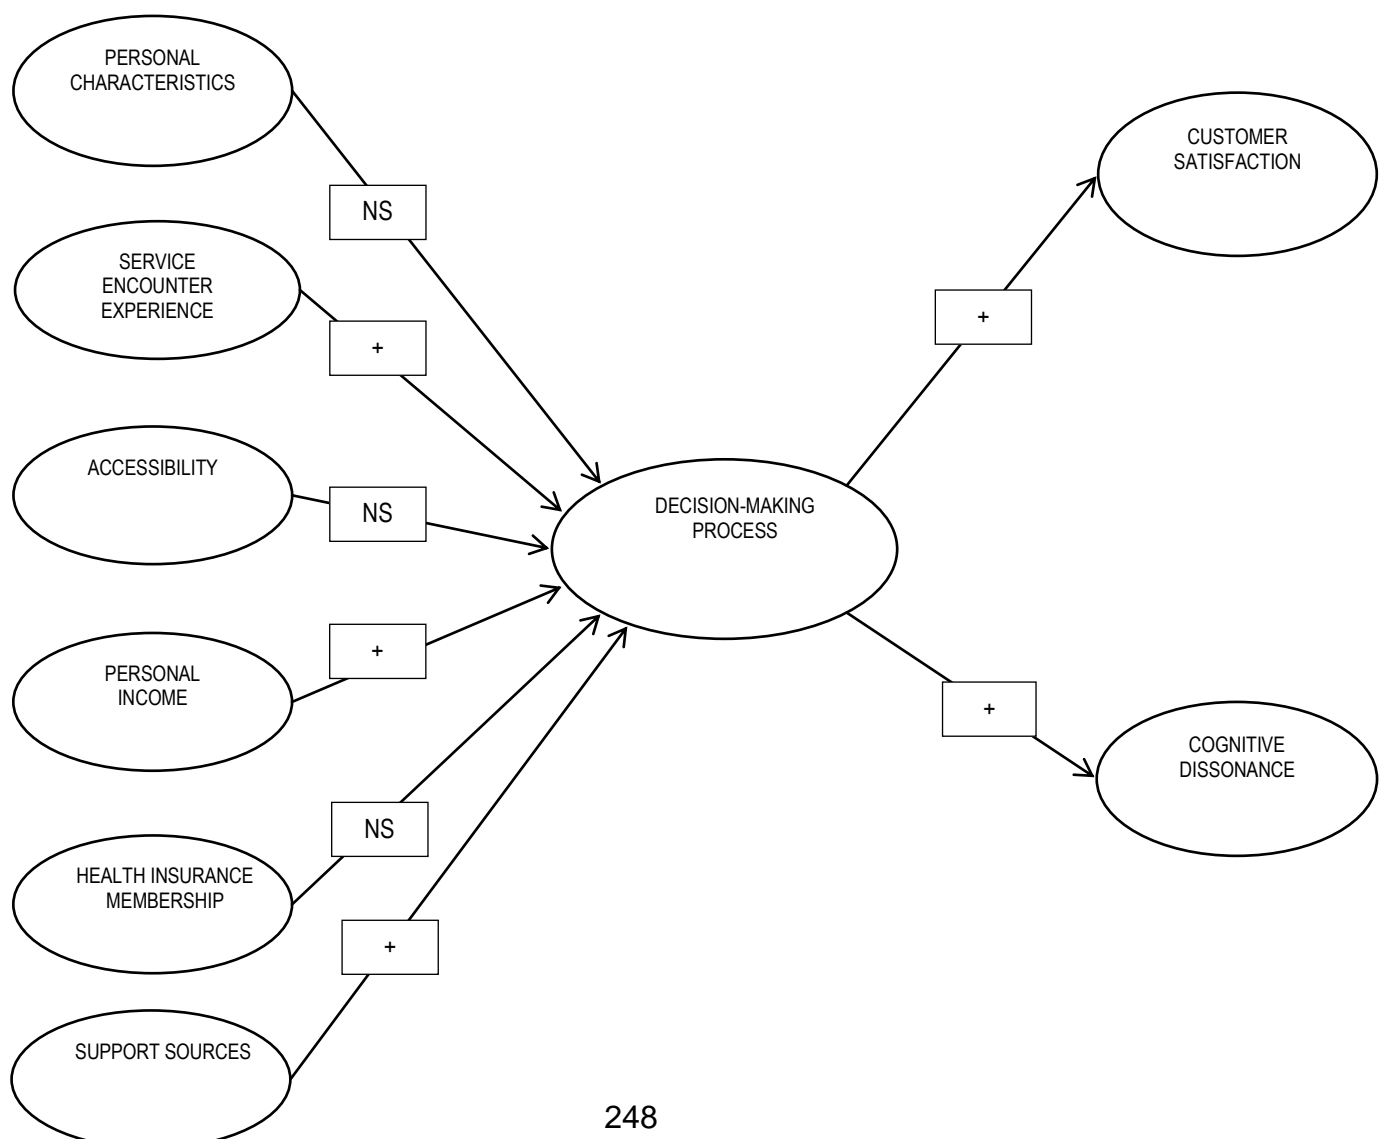 PERSONAL
CHARACTERISTICS
NS
SERVICE
ENCOUNTER
EXPERIENCE
+
ACCESSIBILITY
NS
PERSONAL
INCOME
+
HEALTH INSURANCE
MEMBERSHIP
NS
SUPPORT SOURCES
+
DECISION-MAKING
PROCESS
+
CUSTOMER
SATISFACTION
+
COGNITIVE
DISSONANCE
248